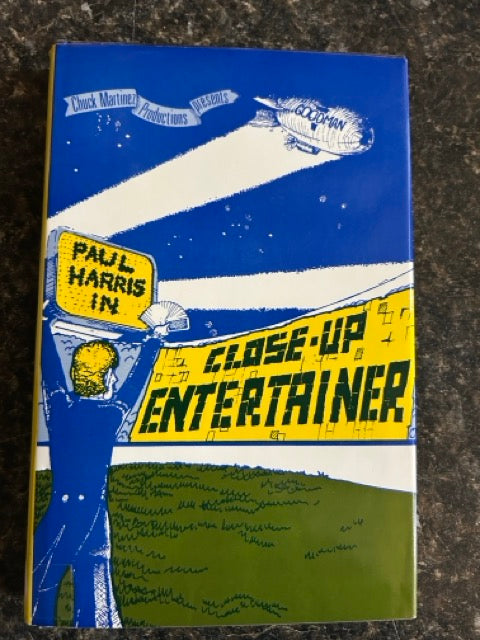 Chuck Martinez
Productions
presents
GOODMAN
PAUL
HARRIS
IN
CLOSE-UP
ENTERTAINER